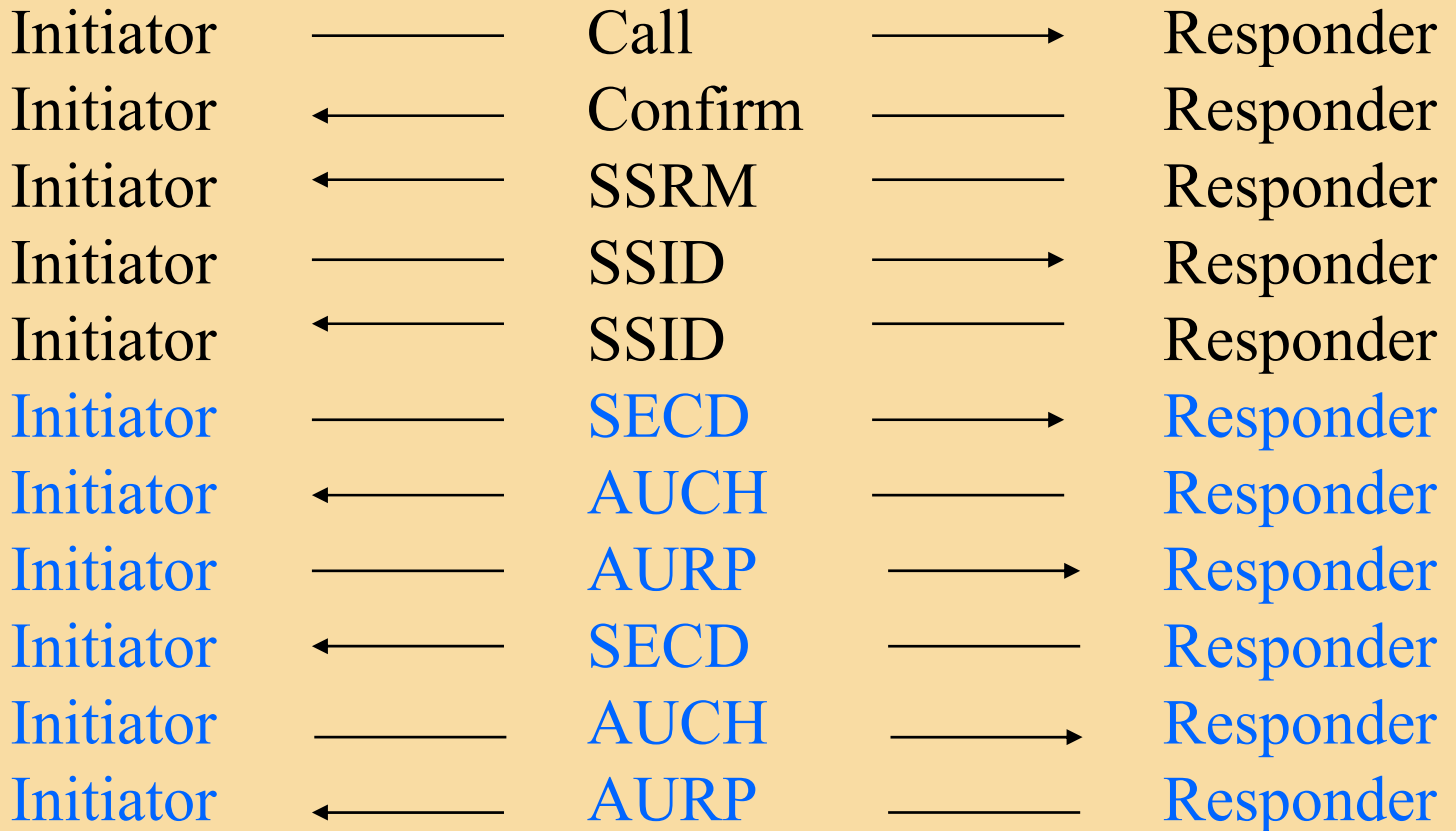 Initiator Call Responder
Initiator Confirm Responder
Initiator SSRM Responder
Initiator SSID Responder
Initiator SSID Responder
Initiator SECD Responder
Initiator AUCH Responder
Initiator AURP Responder
Initiator SECD Responder
Initiator AUCH Responder
Initiator AURP Responder